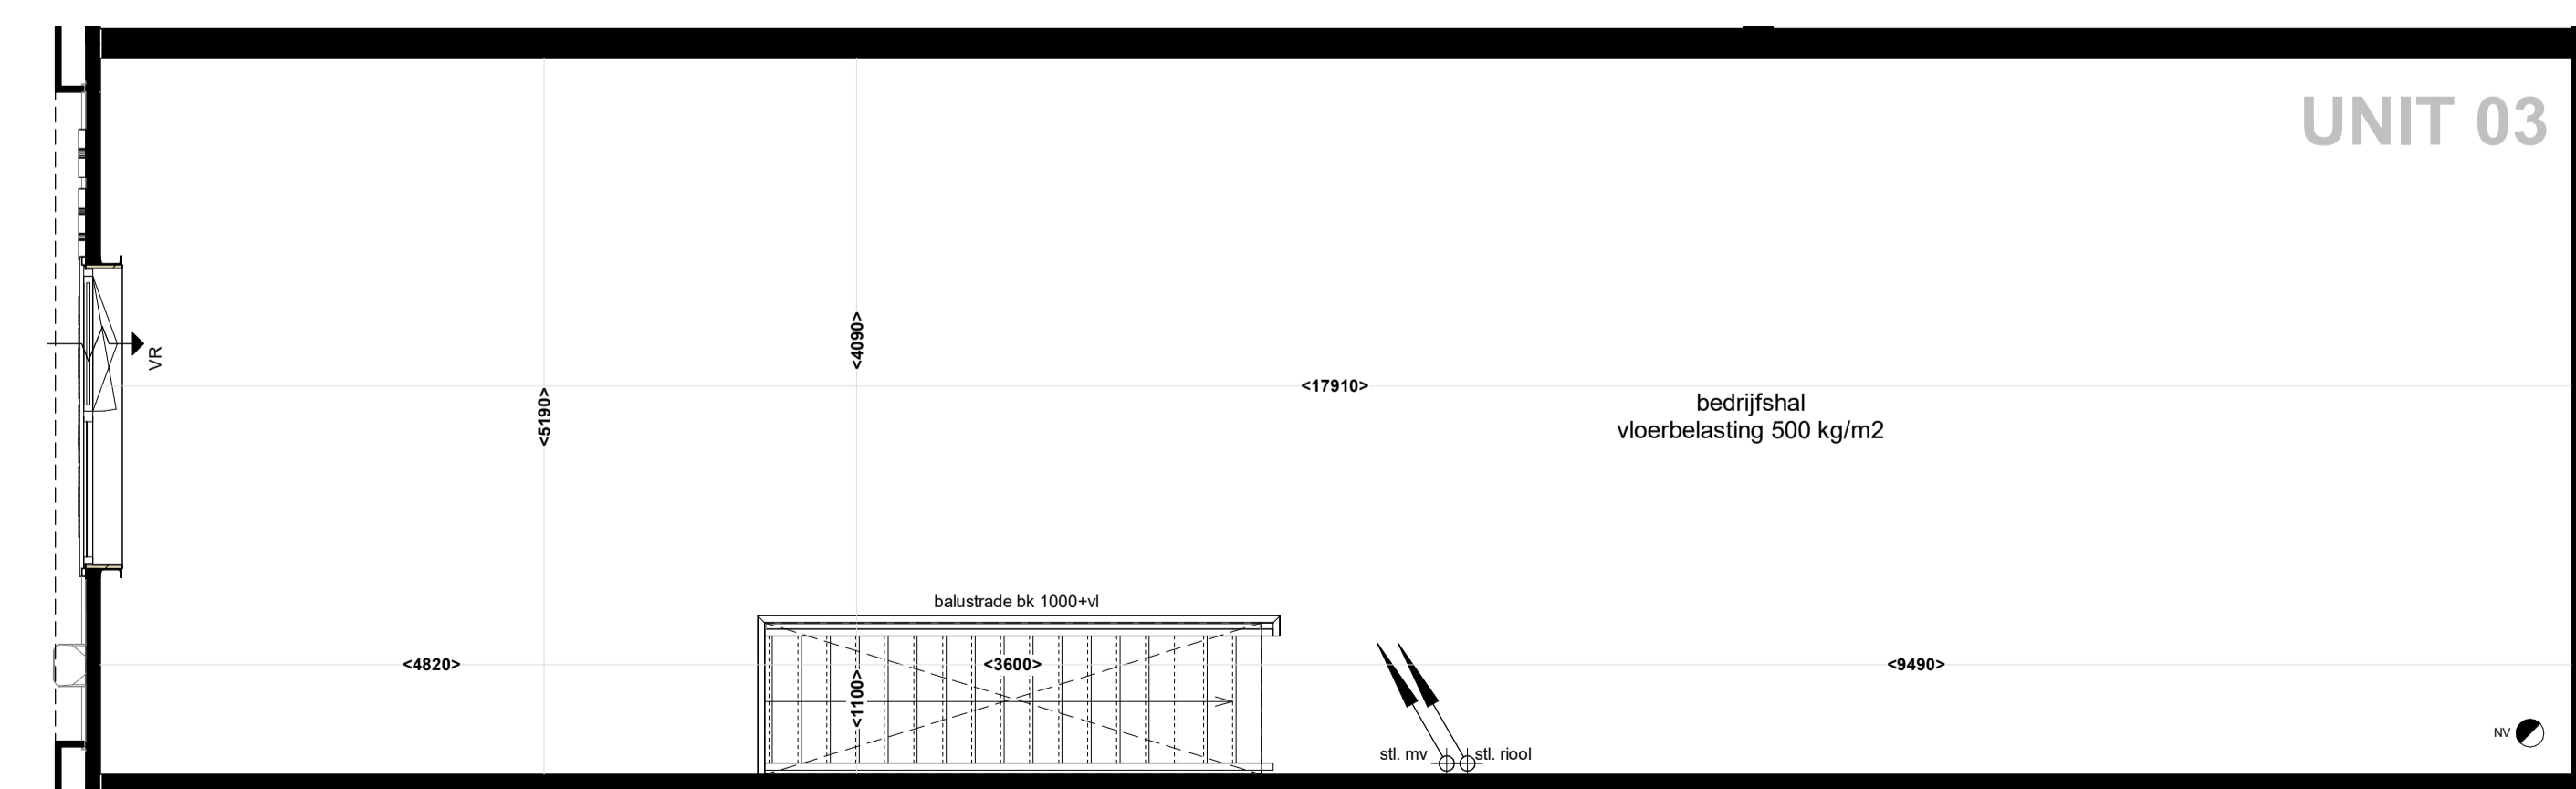 UNIT 03
<4090>
VR
<5190>
<17910>
bedrijfshal
vloerbelasting 500 kg/m2
balustrade bk 1000+vl
<4820>
<3600>
<9490>
<1100>
NV
stl. mv
stl. riool